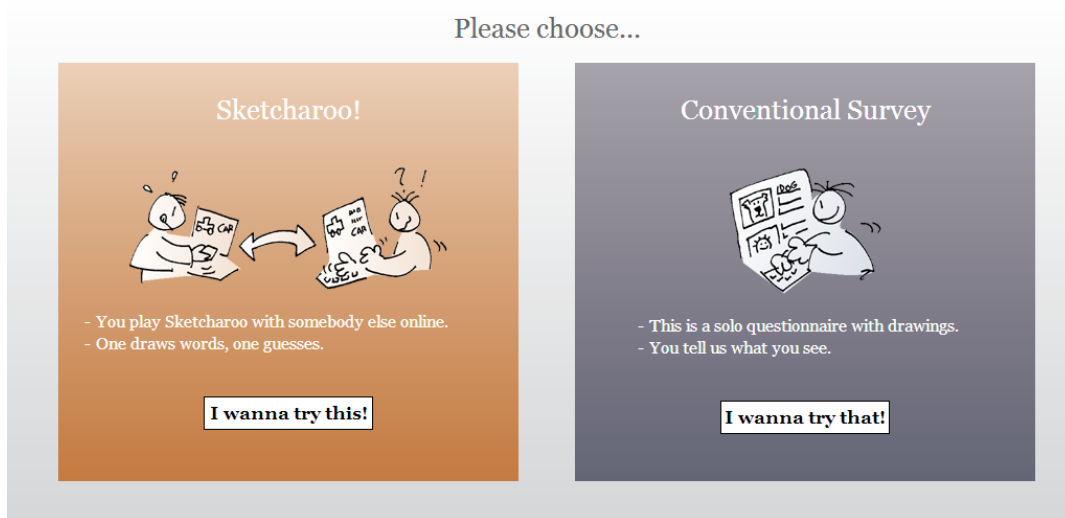 Please choose...
Sketcharoo!
? !
CAR
CAR
- You play Sketcharoo with somebody else online.
- One draws words, one guesses.
I wanna try this!
Conventional Survey
DOG
- This is a solo questionnaire with drawings.
- You tell us what you see.
I wanna try that!